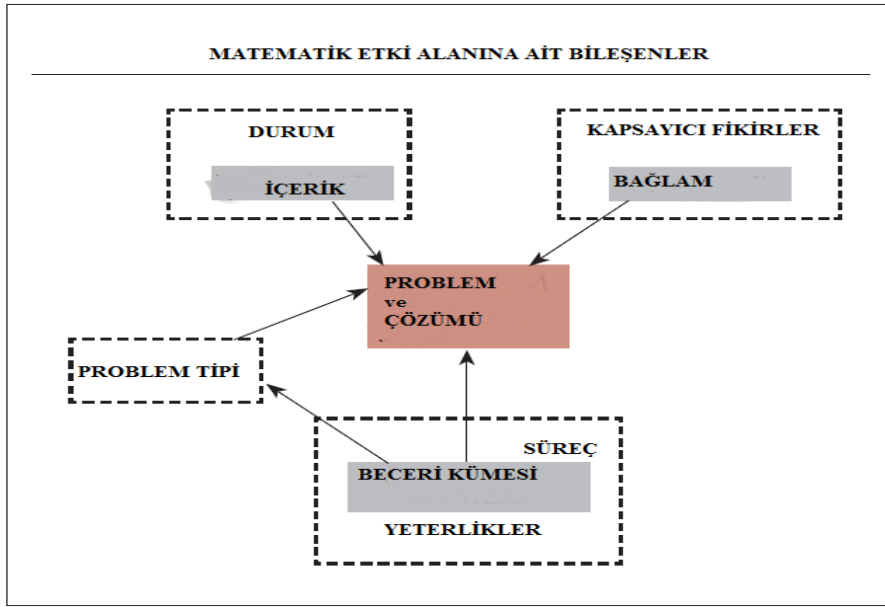 MATEMATİK ETKİ ALANINA AİT BİLEŞENLER
DURUM
İÇERİK
KAPSAYICI FİKİRLER
BAĞLAM
PROBLEM
ve
ÇÖZÜMÜ
PROBLEM TİPİ
SÜREÇ
BECERİ KÜMESİ
YETERLİKLER